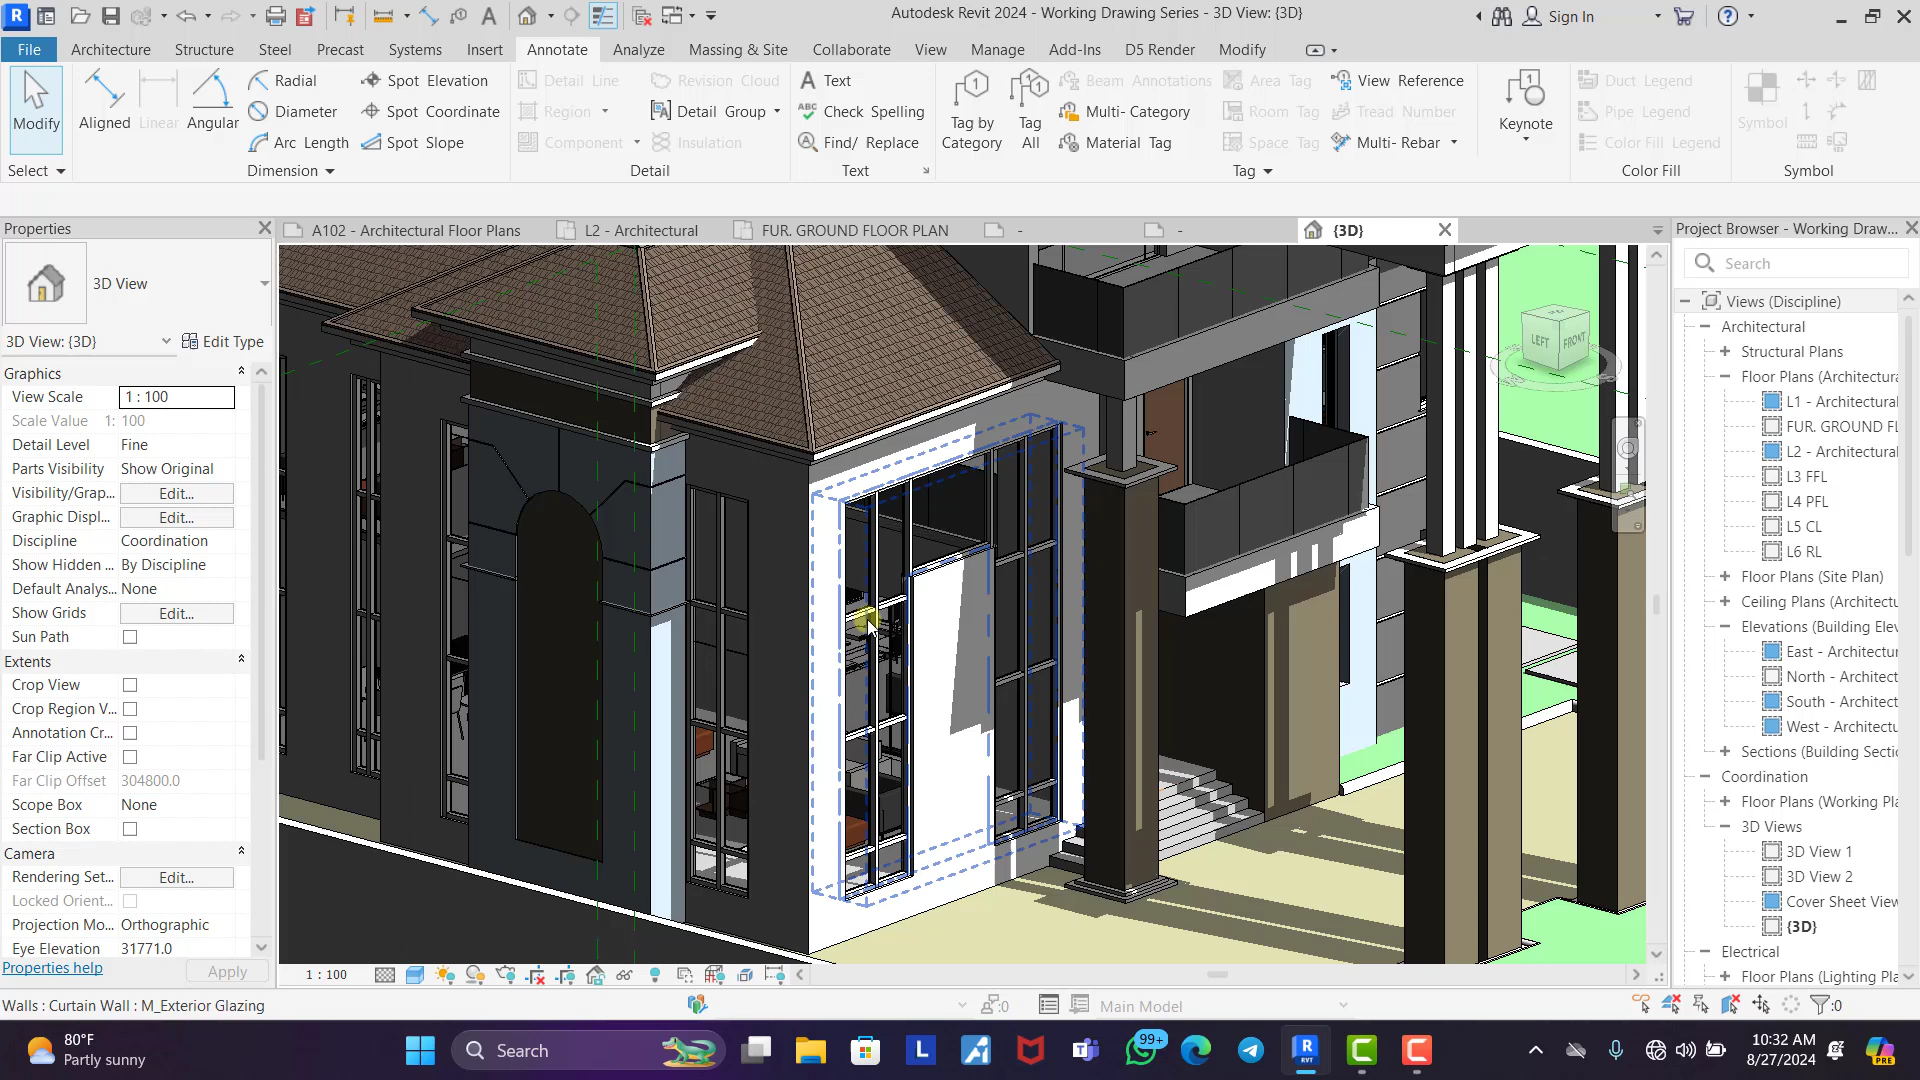 Autodesk Revit 2024 - Working Drawing Series - 3D View: {3D}
Sign In
File Architecture Structure Steel Precast Systems Insert Annotate Analyze Massing & Site Collaborate View Manage Add-Ins D5 Render Modify
Modify
Select
Aligned
Linear
Angular
Radial
Diameter
Arc Length
Spot Elevation
Spot Coordinate
Spot Slope
Dimension
Detail Line
Region
Component
Revision Cloud
Detail Group
Insulation
Detail
Text
Check Spelling
Find/ Replace
Text
Tag by
Category
Tag
All
Beam Annotations
Multi- Category
Material Tag
Area Tag
Room Tag
Space Tag
View Reference
Tread Number
Multi- Rebar
Tag
Keynote
Duct Legend
Pipe Legend
Color Fill Legend
Color Fill
Symbol
Symbol
Properties
3D View
3D View: {3D}
Edit Type
Graphics
View Scale 1 : 100
Scale Value 1: 100
Detail Level Fine
Parts Visibility Show Original
Visibility/Grap... Edit...
Graphic Displ... Edit...
Discipline Coordination
Show Hidden ... By Discipline
Default Analys... None
Show Grids Edit...
Sun Path
Extents
Crop View
Crop Region V...
Annotation Cr...
Far Clip Active
Far Clip Offset 304800.0
Scope Box None
Section Box
Camera
Rendering Set... Edit...
Locked Orient...
Projection Mo... Orthographic
Eye Elevation 31771.0
Properties help
Apply
A102 - Architectural Floor Plans
L2 - Architectural
FUR. GROUND FLOOR PLAN
-
-
{3D}
LEFT
FRONT
Project Browser - Working Draw...
Search
Views (Discipline)
Architectural
Structural Plans
Floor Plans (Architectura
L1 - Architectural
FUR. GROUND FL
L2 - Architectural
L3 FFL
L4 PFL
L5 CL
L6 RL
Floor Plans (Site Plan)
Ceiling Plans (Architectu
Elevations (Building Elev
East - Architectur
North - Architect
South - Architect
West - Architectu
Sections (Building Sectio
Coordination
Floor Plans (Working Pla
3D Views
3D View 1
3D View 2
Cover Sheet View
{3D}
Electrical
Floor Plans (Lighting Pla
1 : 100
Walls : Curtain Wall : M_Exterior Glazing
:0
Main Model
:0
80°F
Partly sunny
Search
L
99+
R
RVT
C
C
10:32 AM
8/27/2024
PRE